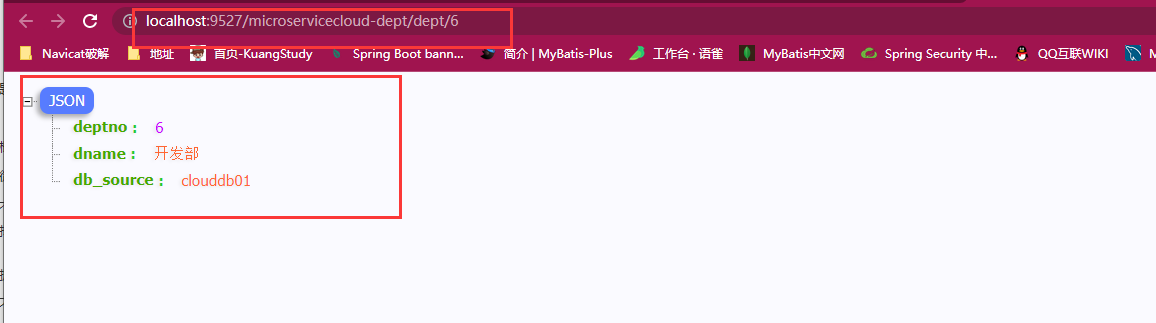 localhost:9527/microservicecloud-dept/dept/6
Navicat破解 地址 首页-KuangStudy Spring Boot bann... 简介 | MyBatis-Plus 工作台 · 语雀 MyBatis中文网 Spring Security 中... QQ互联WIKI M
JSON
deptno : 6
dname : 开发部
db_source : clouddb01